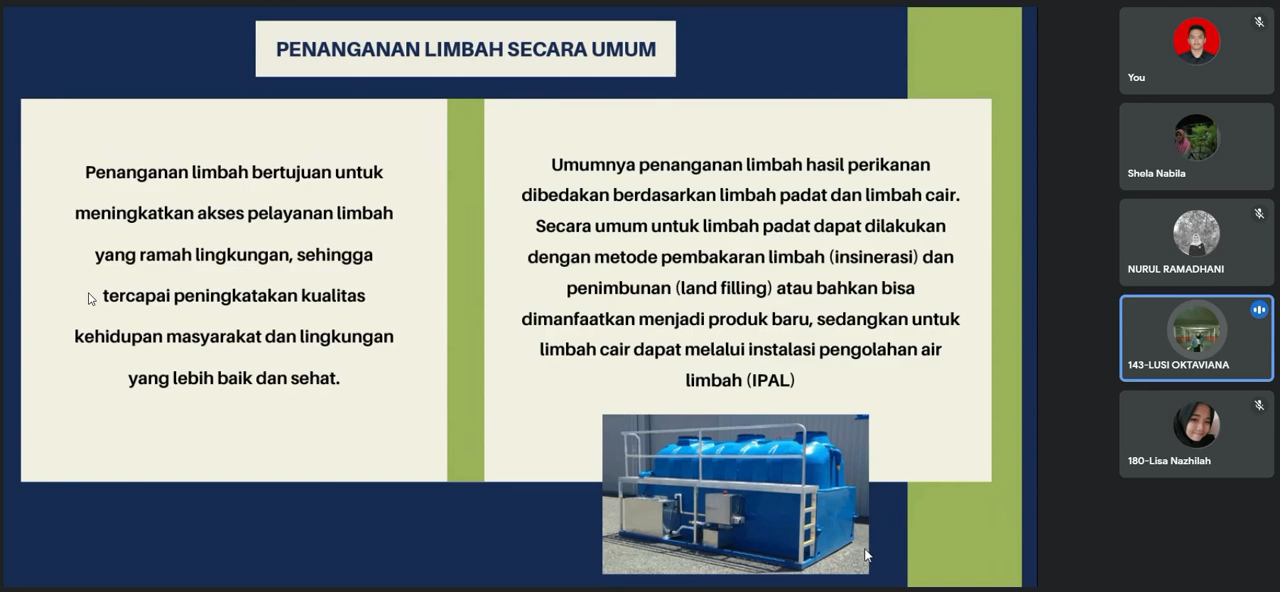 PENANGANAN LIMBAH SECARA UMUM
Penanganan limbah bertujuan untuk
meningkatkan akses pelayanan limbah
yang ramah lingkungan, sehingga
tercapai peningkatakan kualitas
kehidupan masyarakat dan lingkungan
yang lebih baik dan sehat.
Umumnya penanganan limbah hasil perikanan
dibedakan berdasarkan limbah padat dan limbah cair.
Secara umum untuk limbah padat dapat dilakukan
dengan metode pembakaran limbah (insinerasi) dan
penimbunan (land filling) atau bahkan bisa
dimanfaatkan menjadi produk baru, sedangkan untuk
limbah cair dapat melalui instalasi pengolahan air
limbah (IPAL)
You
Shela Nabila
NURUL RAMADHANI
143-LUSI OKTAVIANA
180-Lisa Nazhilah